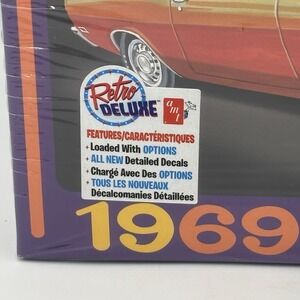 Retro
DELUXE
amt
FEATURES/CARACTÉRISTIQUES
• Loaded With OPTIONS
• ALL NEW Detailed Decals
• Chargé Avec Des OPTIONS
• TOUS LES NOUVEAUX
Décalcomanies Détaillées
1969